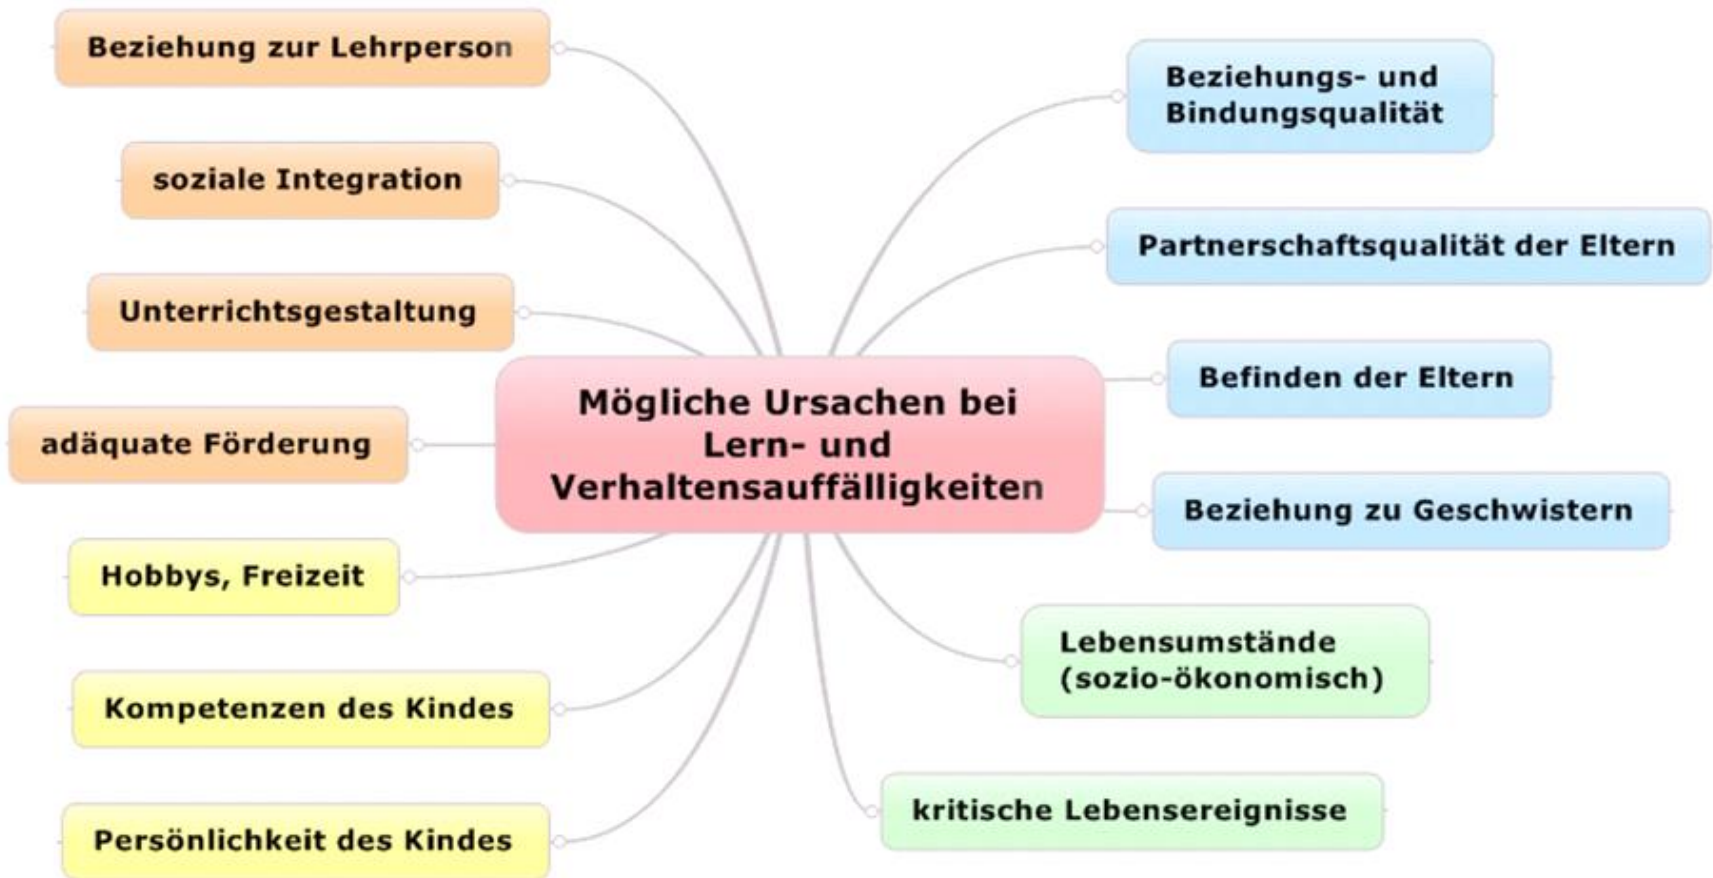 Beziehung zur Lehrperson
soziale Integration
Unterrichtsgestaltung
adäquate Förderung
Hobbys, Freizeit
Kompetenzen des Kindes
Persönlichkeit des Kindes
Mögliche Ursachen bei
Lern- und
Verhaltensauffälligkeiten
Beziehungs- und
Bindungsqualität
Partnerschaftsqualität der Eltern
Befinden der Eltern
Beziehung zu Geschwistern
Lebensumstände
(sozio-ökonomisch)
kritische Lebensereignisse